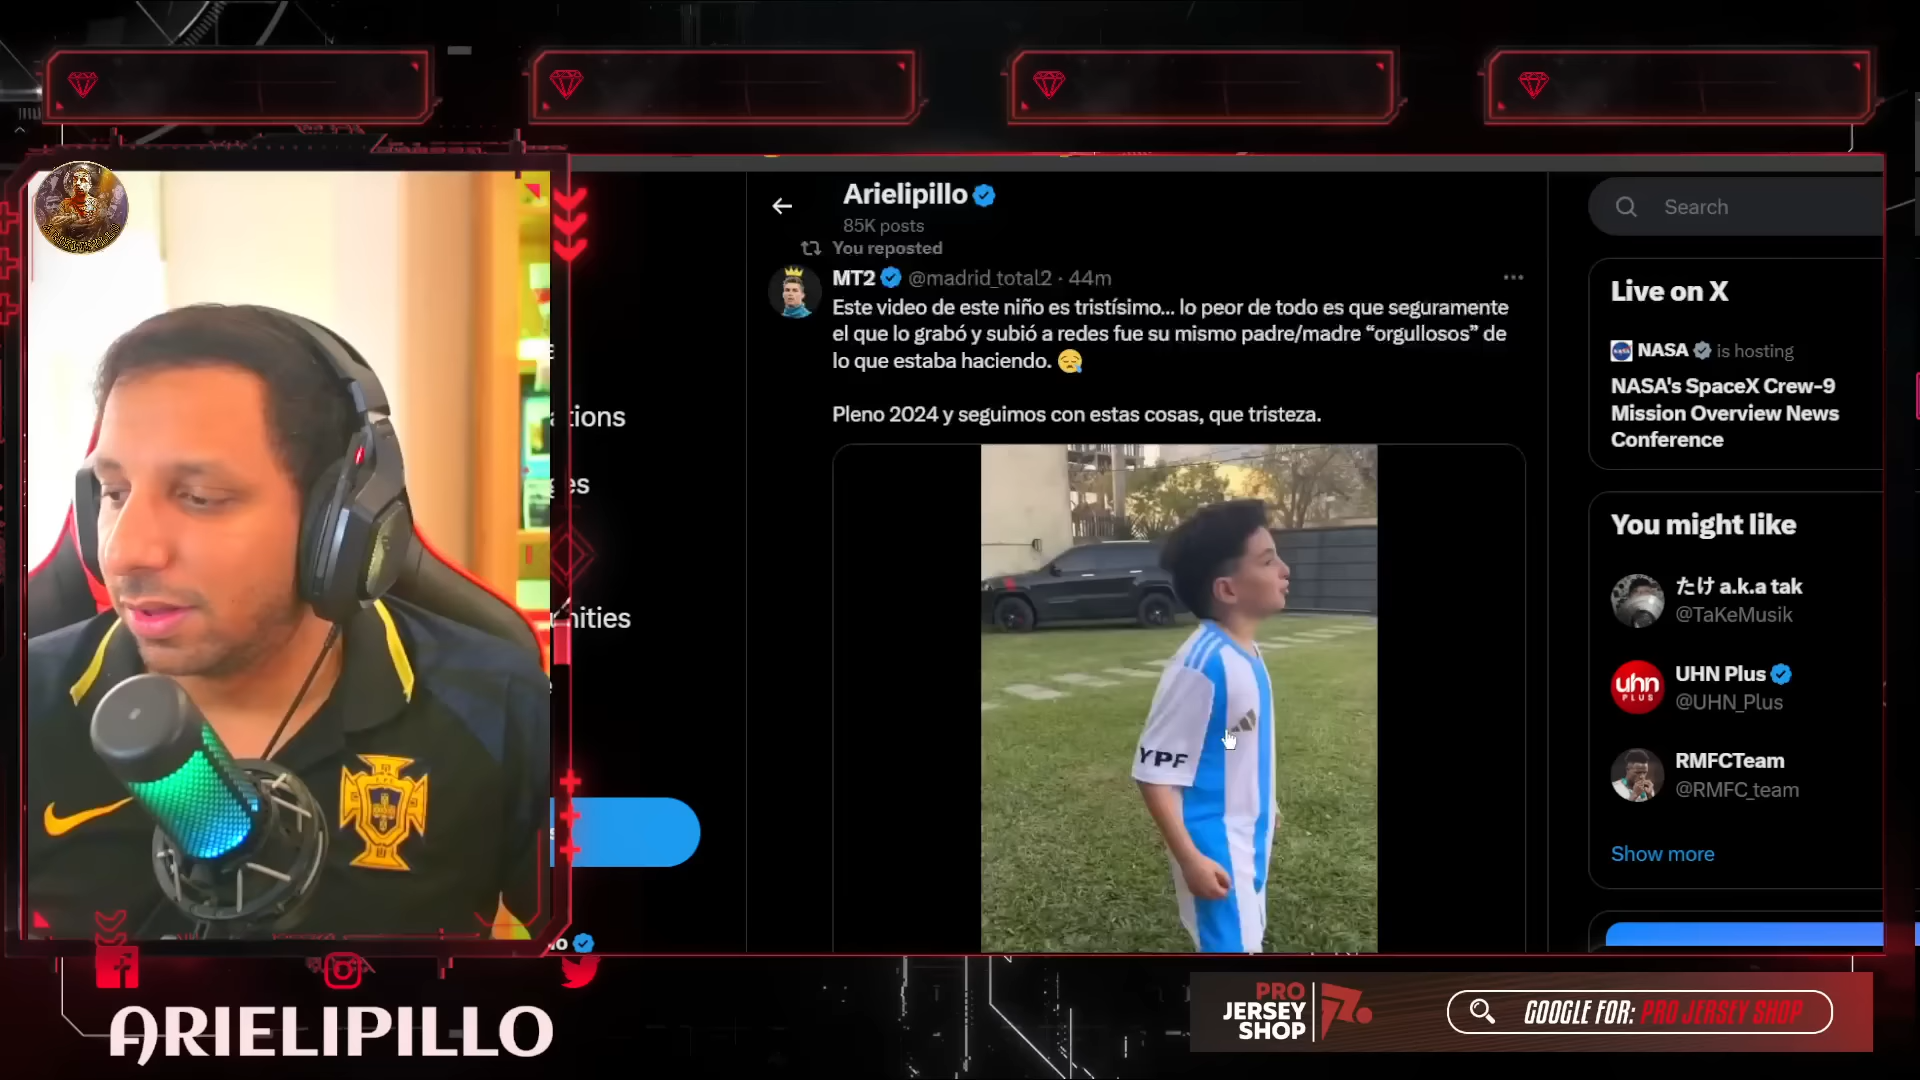 Arielipillo
85K posts
You reposted
MT2 @madrid_total2 · 44m
Este video de este niño es tristísimo... lo peor de todo es que seguramente
el que lo grabó y subió a redes fue su mismo padre/madre “orgullosos” de
lo que estaba haciendo.
Pleno 2024 y seguimos con estas cosas, que tristeza.
YPF
Search
Live on X
NASA is hosting
NASA's SpaceX Crew-9
Mission Overview News
Conference
You might like
たけ a.k.a tak
@TaKeMusik
uhn
PLUS
UHN Plus
@UHN_Plus
RMFCTeam
@RMFC_team
Show more
ations
es
nities
lo
ARIELIPILLO
PRO
JERSEY
SHOP
GOOGLE FOR: PRO JERSEY SHOP